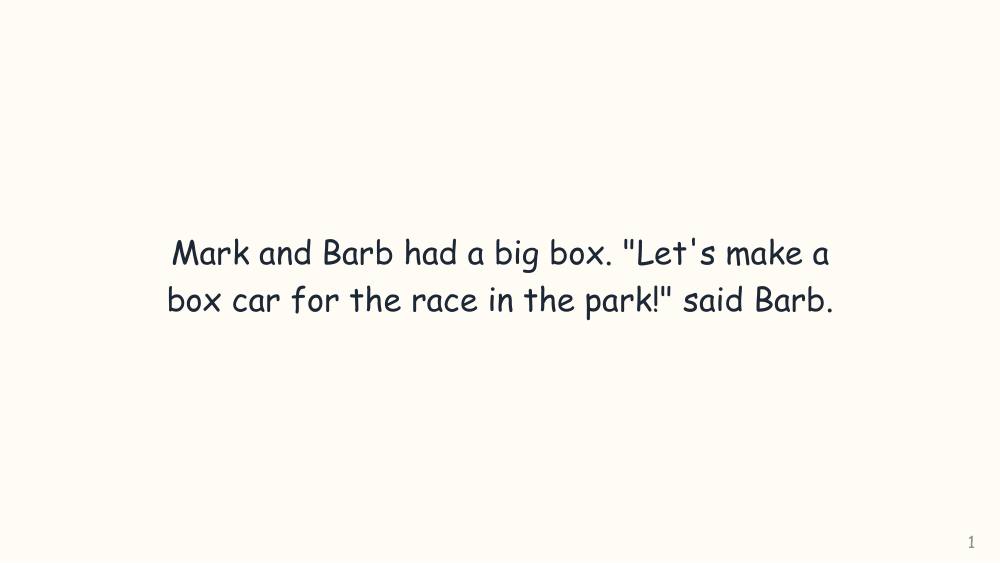 Mark and Barb had a big box. "Let's make a
box car for the race in the park!" said Barb.
1